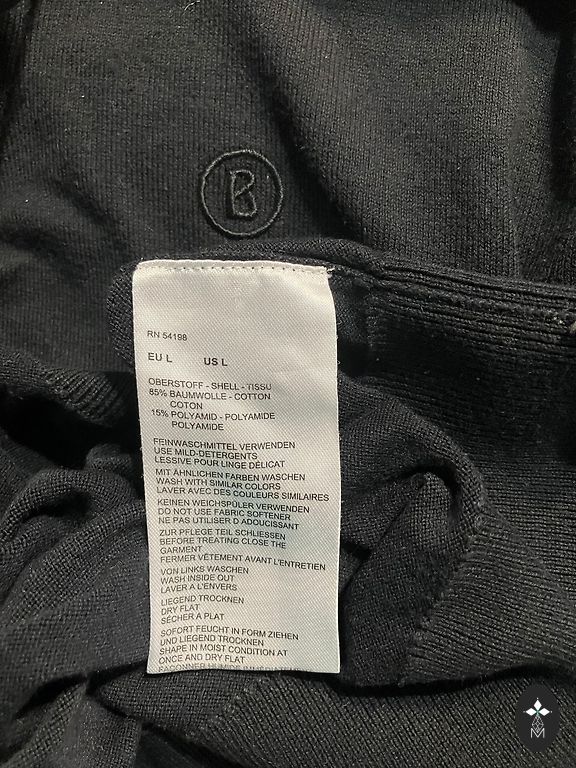 B
RN 54198
EU L US L
OBERSTOFF - SHELL - TISSU
85% BAUMWOLLE - COTTON
COTON
15% POLYAMID - POLYAMIDE
POLYAMIDE
FEINWASCHMITTEL VERWENDEN
USE MILD-DETERGENTS
LESSIVE POUR LINGE DÉLICAT
MIT ÄHNLICHEN FARBEN WASCHEN
WASH WITH SIMILAR COLORS
LAVER AVEC DES COULEURS SIMILAIRES
KEINEN WEICHSPÜLER VERWENDEN
DO NOT USE FABRIC SOFTENER
NE PAS UTILISER D ADOUCISSANT
ZUR PFLEGE TEIL SCHLIESSEN
BEFORE TREATING CLOSE THE
GARMENT
FERMER VÊTEMENT AVANT L'ENTRETIEN
VON LINKS WASCHEN
WASH INSIDE OUT
LAVER A L'ENVERS
LIEGEND TROCKNEN
DRY FLAT
SÉCHER A PLAT
SOFORT FEUCHT IN FORM ZIEHEN
UND LIEGEND TROCKNEN
SHAPE IN MOIST CONDITION AT
ONCE AND DRY FLAT
FAÇONNER HUMIDE IMMÉDIATEME
M